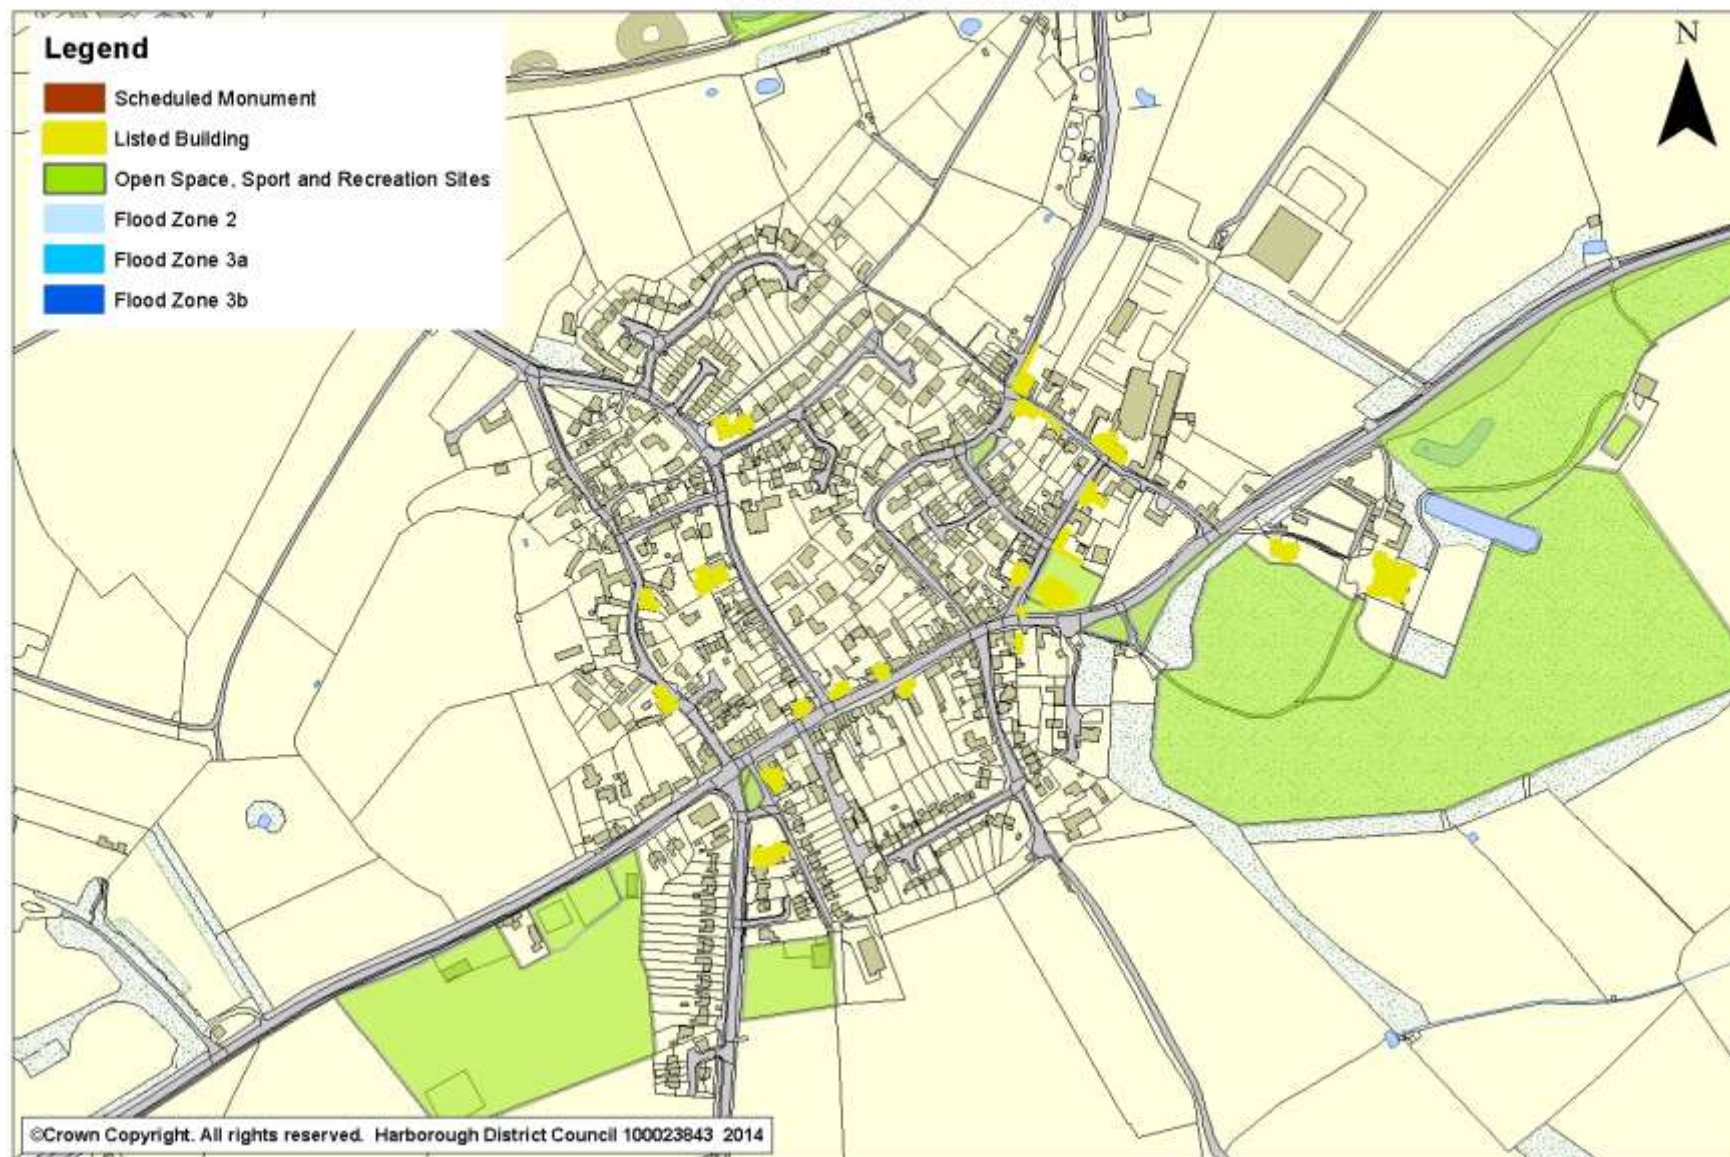 Legend
Scheduled Monument
Listed Building
Open Space, Sport and Recreation Sites
Flood Zone 2
Flood Zone 3a
Flood Zone 3b
N
©Crown Copyright. All rights reserved. Harborough District Council 100023843 2014